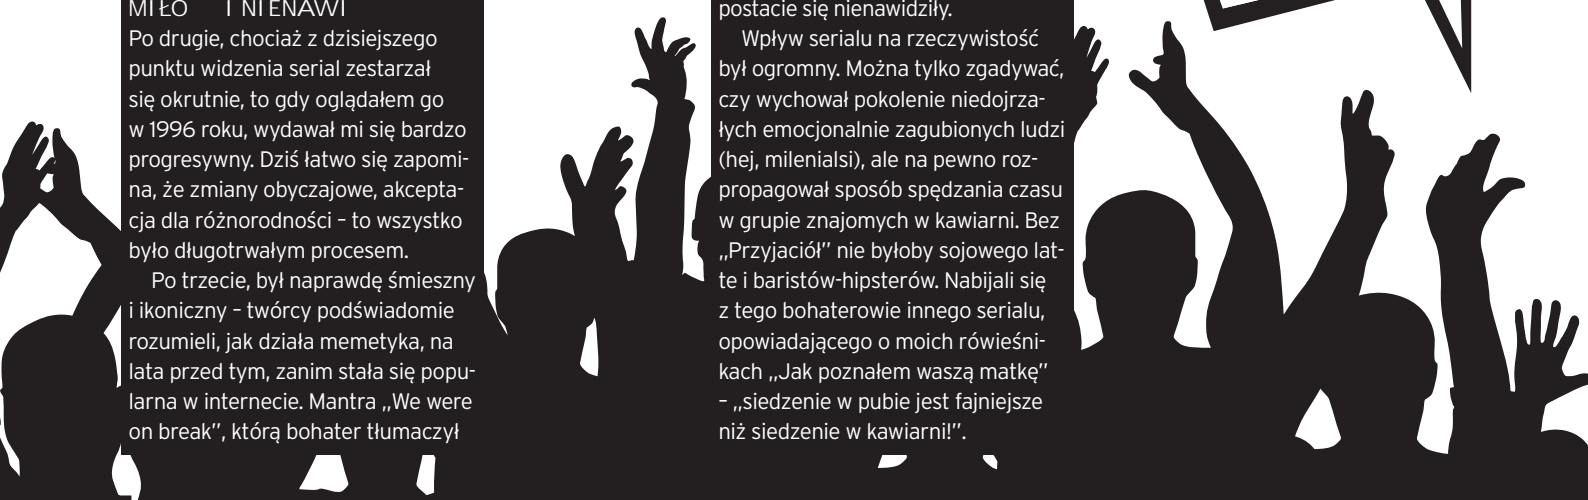 MIŁO I NIENAWI
Po drugie, chociaż z dzisiejszego
punktu widzenia serial zestarzał
się okrutnie, to gdy oglądałem go
w 1996 roku, wydawał mi się bardzo
progresywny. Dziś łatwo się zapomi-
na, że zmiany obyczajowe, akcepta-
cja dla różnorodności – to wszystko
było długotrwałym procesem.
Po trzecie, był naprawdę śmieszny
i ikoniczny – twórcy podświadomie
rozumieli, jak działa memetyka, na
lata przed tym, zanim stała się popu-
larna w internecie. Mantra „We were
on break”, którą bohater tłumaczył
postacie się nienawidziły.
Wpływ serialu na rzeczywistość
był ogromny. Można tylko zgadywać,
czy wychował pokolenie niedojrza-
łych emocjonalnie zagubionych ludzi
(hej, milenialsi), ale na pewno roz-
propagował sposób spędzania czasu
w grupie znajomych w kawiarni. Bez
„Przyjaciół” nie byłoby sojowego lat-
te i baristów-hipsterów. Nabijali się
z tego bohaterowie innego serialu,
opowiadającego o moich rówieśni-
kach „Jak poznałem waszą matkę”
– „siedzenie w pubie jest fajniejsze
niż siedzenie w kawiarni!”.